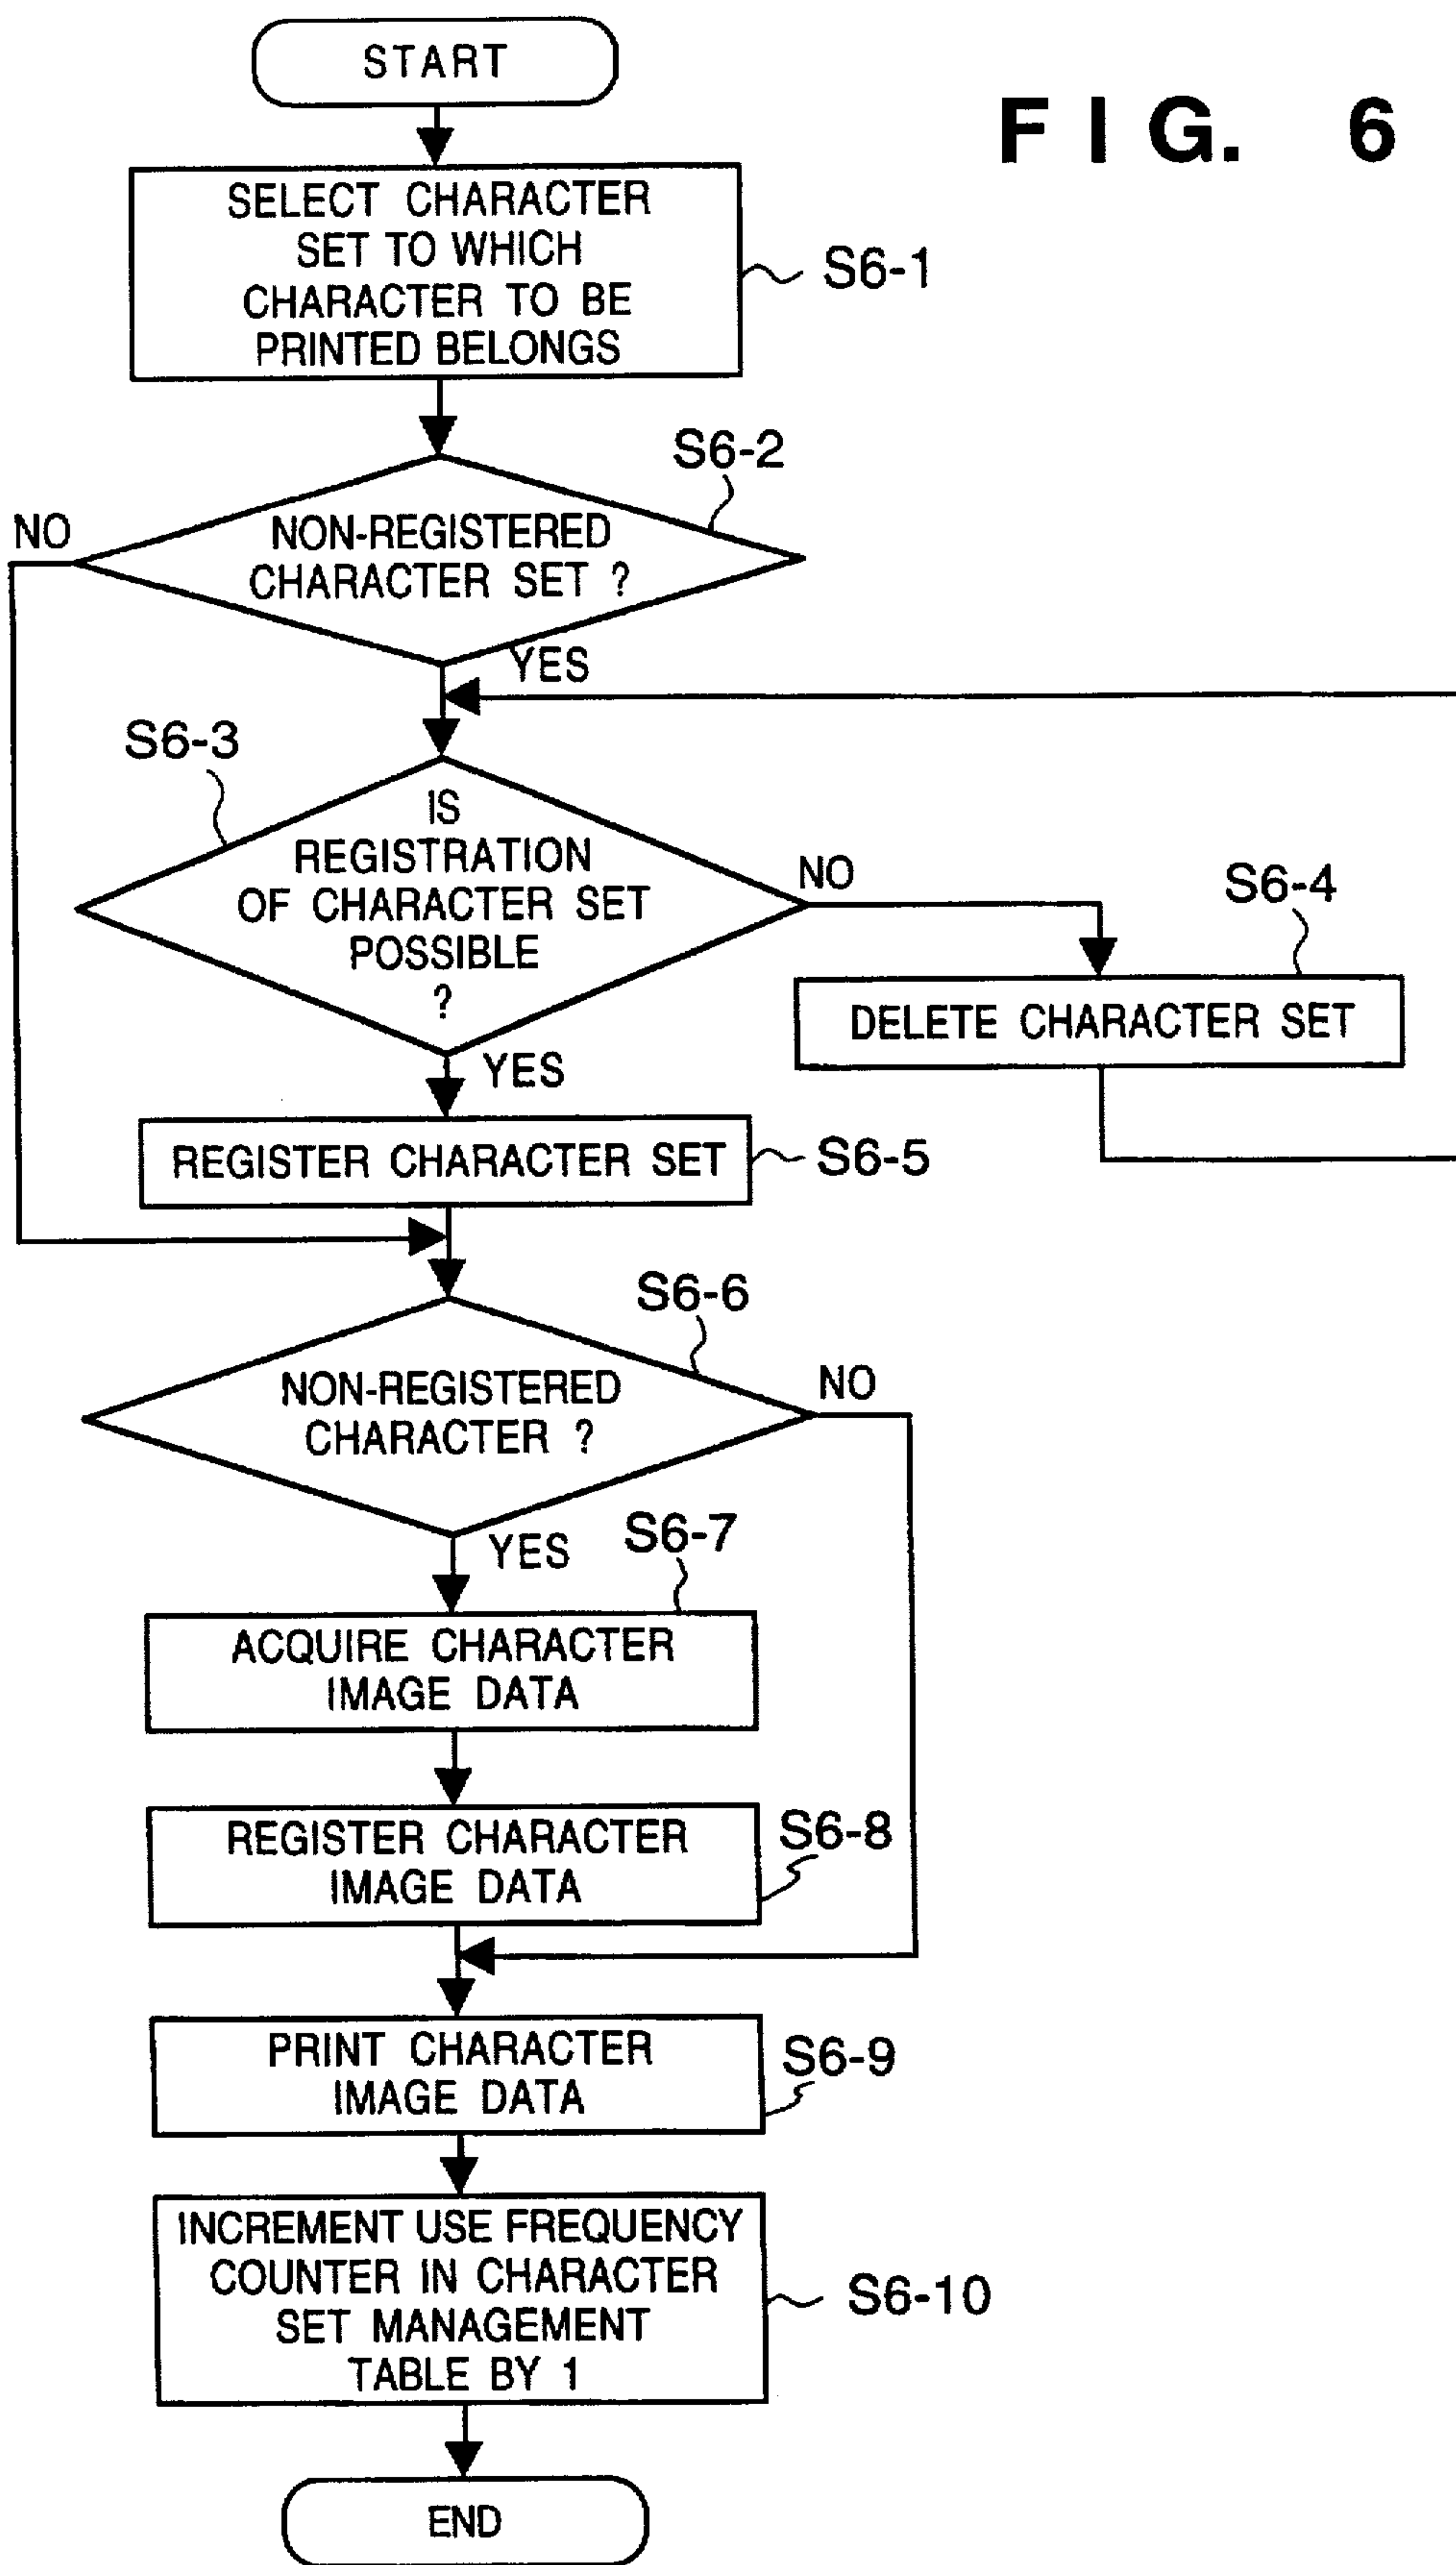 START
FIG. 6
SELECT CHARACTER
SET TO WHICH
CHARACTER TO BE
PRINTED BELONGS
S6-1
S6-2
NO
NON-REGISTERED
CHARACTER SET ?
YES
S6-3
IS
REGISTRATION
OF CHARACTER SET
POSSIBLE
?
NO
S6-4
DELETE CHARACTER SET
YES
REGISTER CHARACTER SET
S6-5
S6-6
NON-REGISTERED
CHARACTER ?
NO
YES
S6-7
ACQUIRE CHARACTER
IMAGE DATA
REGISTER CHARACTER
IMAGE DATA
S6-8
PRINT CHARACTER
IMAGE DATA
S6-9
INCREMENT USE FREQUENCY
COUNTER IN CHARACTER
SET MANAGEMENT
TABLE BY 1
S6-10
END